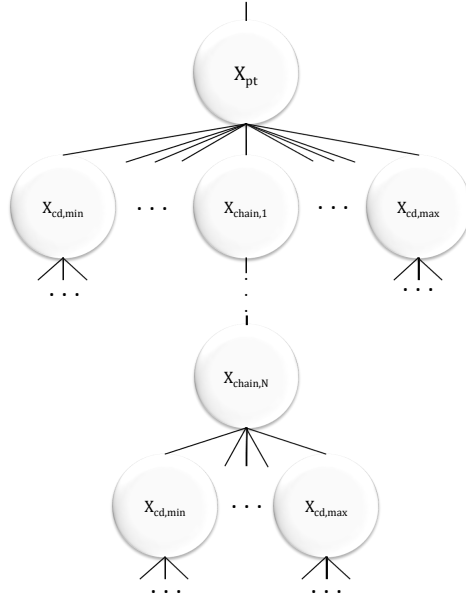 X_pt
X_cd,min . . . X_chain,1 . . . X_cd,max
. . . . . .
X_chain,N
X_cd,min . . . X_cd,max
. . . . . .